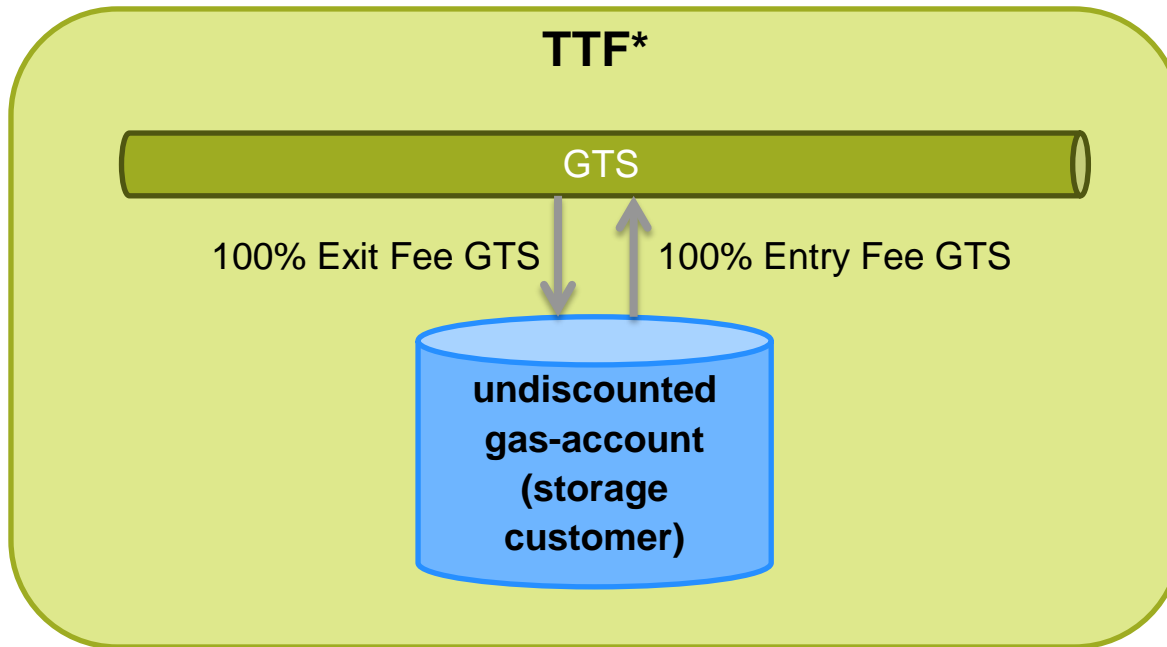 TTF*
GTS
100% Exit Fee GTS
100% Entry Fee GTS
undiscounted
gas-account
(storage
customer)